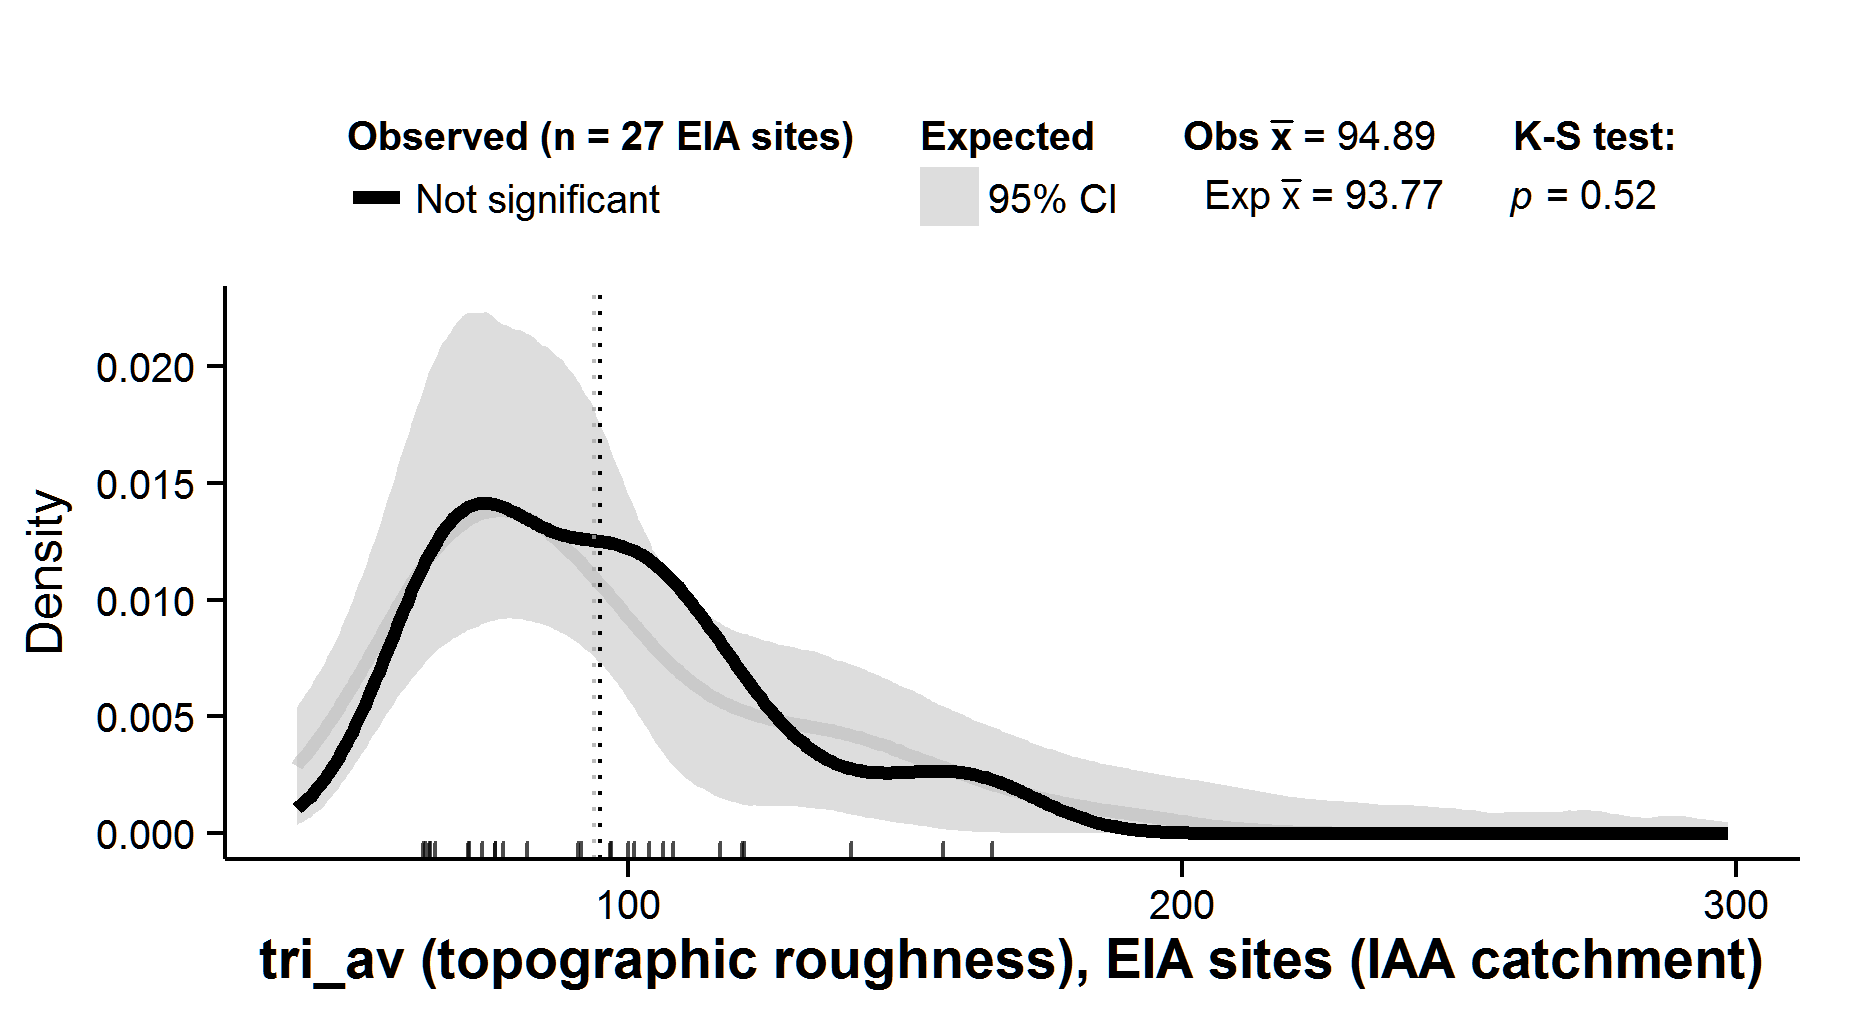 Observed (n = 27 EIA sites) Expected Obs x̅ = 94.89 K-S test:
Not significant 95% CI Exp x̅ = 93.77 p = 0.52
0.020
0.015
0.010
0.005
0.000
Density
100 200 300
tri_av (topographic roughness), EIA sites (IAA catchment)